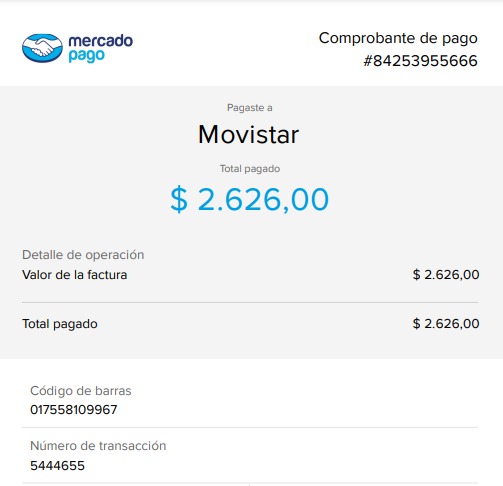 mercado
pago
Comprobante de pago
#84253955666
Pagaste a
Movistar
Total pagado
$ 2.626,00
Detalle de operación
Valor de la factura $ 2.626,00
Total pagado $ 2.626,00
Código de barras
017558109967
Número de transacción
5444655